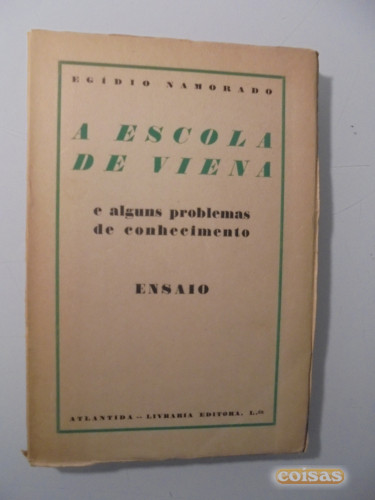 EGÍDIO NAMORADO
A ESCOLA
DE VIENA
e alguns problemas
de conhecimento
ENSAIO
ATLANTIDA -- LIVRARIA EDITORA, L.da
coisas